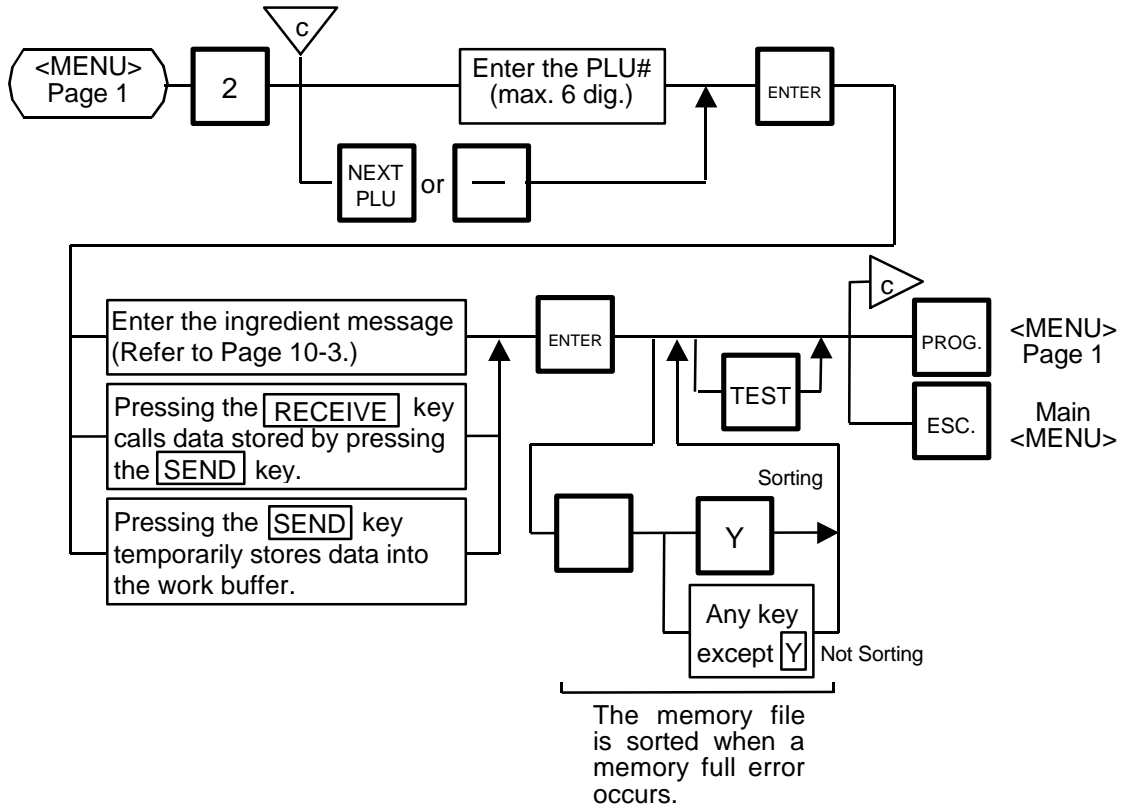 c
<MENU>
Page 1
2
Enter the PLU#
(max. 6 dig.)
ENTER
NEXT
PLU
or
—
c
Enter the ingredient message
(Refer to Page 10-3.)
ENTER
TEST
PROG.
<MENU>
Page 1
Pressing the RECEIVE key
calls data stored by pressing
the SEND key.
ESC.
Main
<MENU>
Sorting
Pressing the SEND key
temporarily stores data into
the work buffer.
Y
Any key
except Y
Not Sorting
The memory file
is sorted when a
memory full error
occurs.